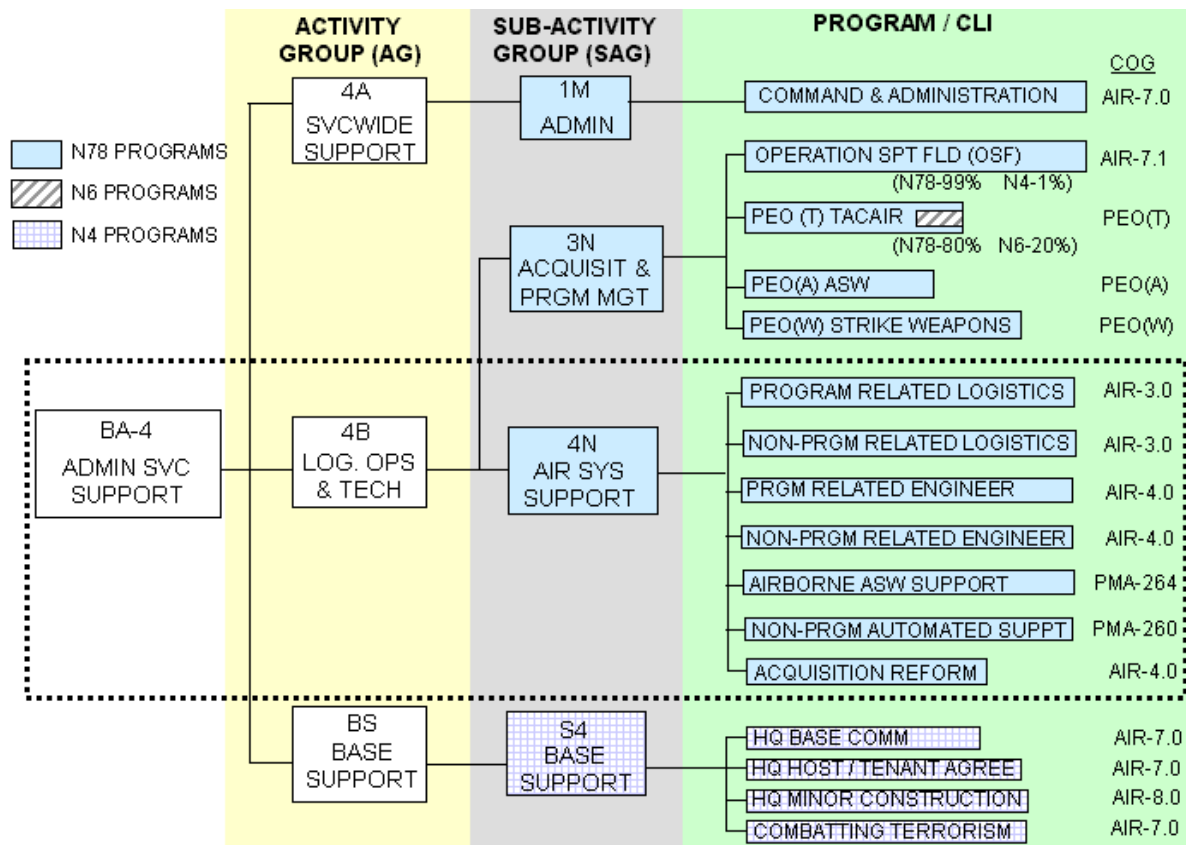 ACTIVITY
GROUP (AG)
SUB-ACTIVITY
GROUP (SAG)
PROGRAM / CLI
COG
4A
SVCWIDE
SUPPORT
1M
ADMIN
COMMAND & ADMINISTRATION
AIR-7.0
N78 PROGRAMS
N6 PROGRAMS
N4 PROGRAMS
OPERATION SPT FLD (OSF)
AIR-7.1
(N78-99% N4-1%)
3N
ACQUISIT &
PRGM MGT
PEO (T) TACAIR
PEO(T)
(N78-80% N6-20%)
PEO(A) ASW
PEO(A)
PEO(W) STRIKE WEAPONS
PEO(W)
BA-4
ADMIN SVC
SUPPORT
4B
LOG. OPS
& TECH
4N
AIR SYS
SUPPORT
PROGRAM RELATED LOGISTICS
AIR-3.0
NON-PRGM RELATED LOGISTICS
AIR-3.0
PRGM RELATED ENGINEER
AIR-4.0
NON-PRGM RELATED ENGINEER
AIR-4.0
AIRBORNE ASW SUPPORT
PMA-264
NON-PRGM AUTOMATED SUPPT
PMA-260
ACQUISITION REFORM
AIR-4.0
BS
BASE
SUPPORT
S4
BASE
SUPPORT
HQ BASE COMM
AIR-7.0
HQ HOST / TENANT AGREE
AIR-7.0
HQ MINOR CONSTRUCTION
AIR-8.0
COMBATTING TERRORISM
AIR-7.0